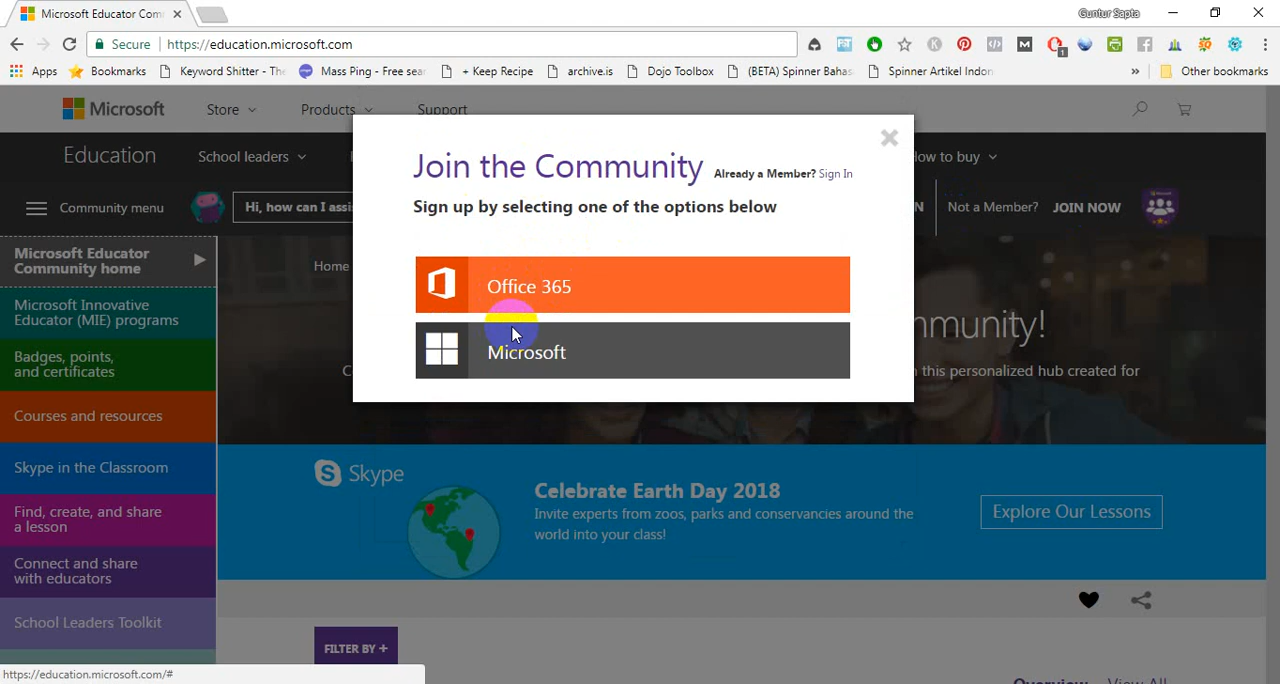 Microsoft Educator Com
Guntur Sapta
Secure
https://education.microsoft.com
1
Apps
Bookmarks
Keyword Shitter - The
Mass Ping - Free sear
+ Keep Recipe
archive.is
Dojo Toolbox
(BETA) Spinner Bahas
Spinner Artikel Indon
»
Other bookmarks
Microsoft
Store
Products
Support
Education
School leaders
How to buy
Community menu
Hi, how can I assi
N
Not a Member?
JOIN NOW
Join the Community
Already a Member? Sign In
Sign up by selecting one of the options below
Office 365
Microsoft
Microsoft Educator
Community home
Microsoft Innovative
Educator (MIE) programs
Badges, points,
and certificates
Courses and resources
Skype in the Classroom
Find, create, and share
a lesson
Connect and share
with educators
School Leaders Toolkit
Home
mmunity!
this personalized hub created for
Skype
Celebrate Earth Day 2018
Invite experts from zoos, parks and conservancies around the
world into your class!
Explore Our Lessons
FILTER BY +
Overview
View All
https://education.microsoft.com/#